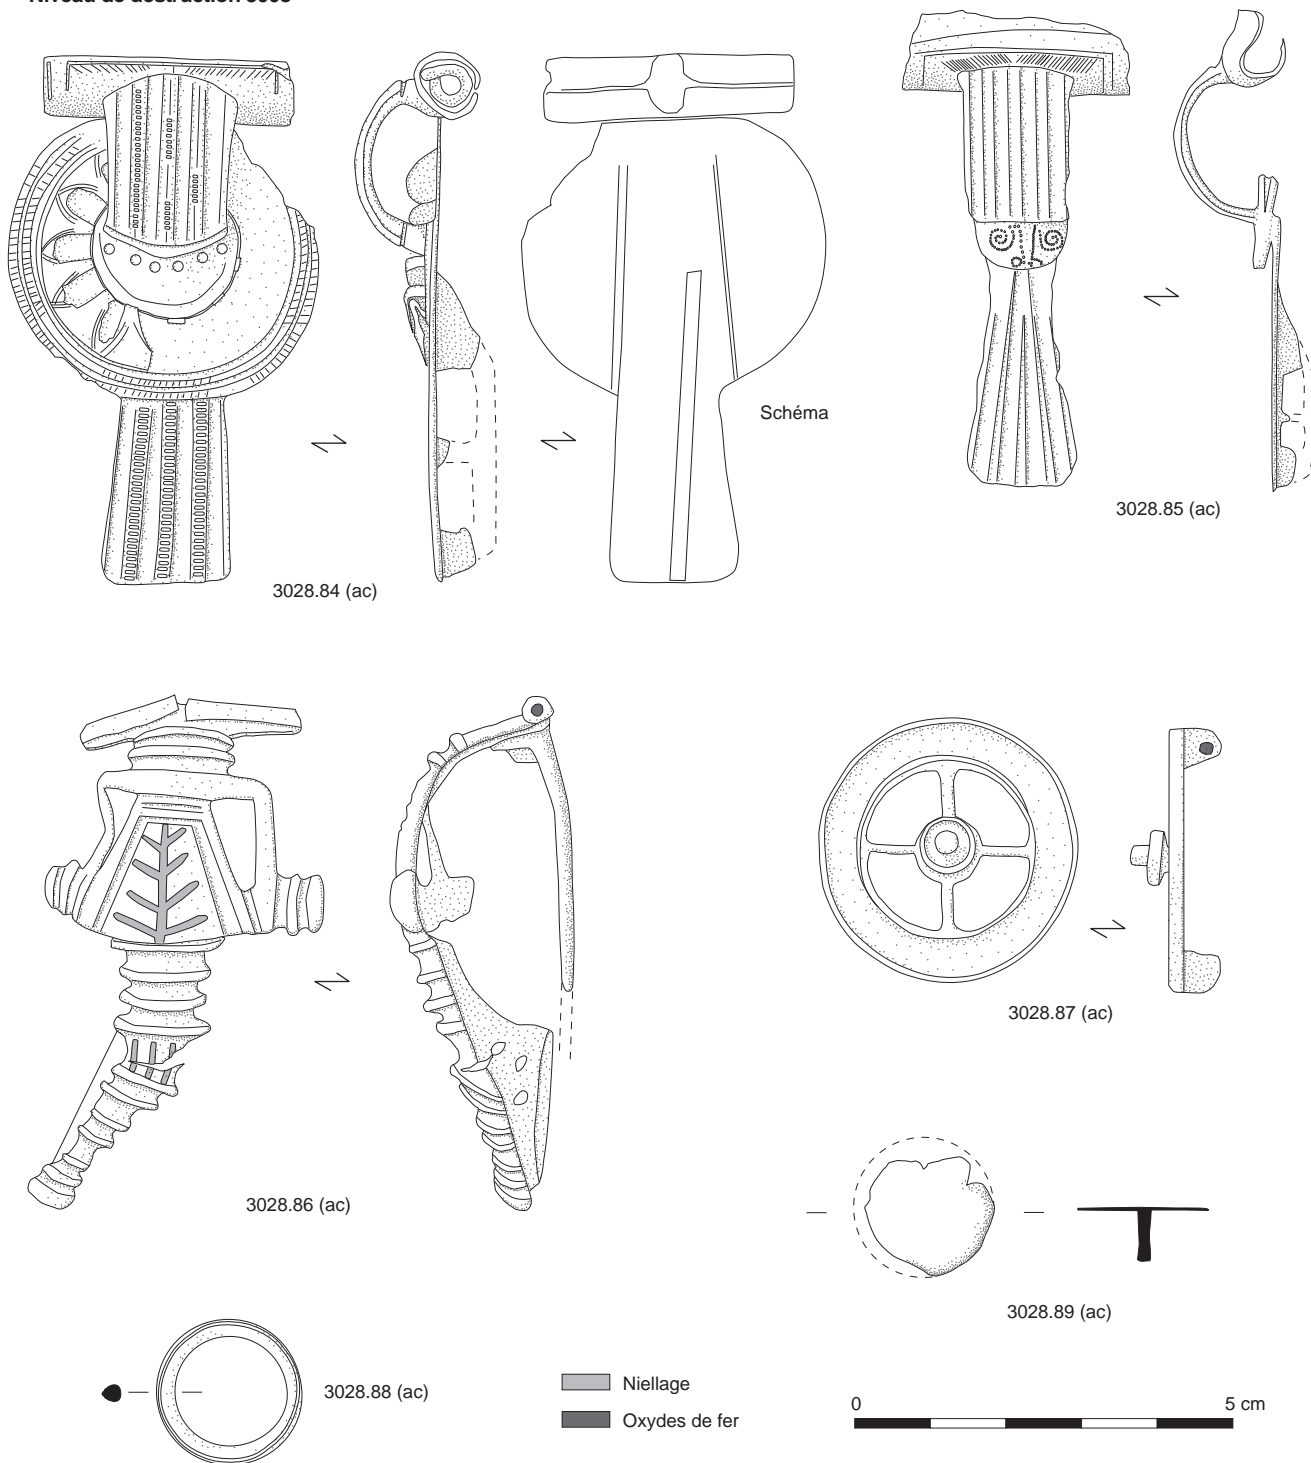 Schéma
3028.85 (ac)
3028.84 (ac)
3028.87 (ac)
3028.86 (ac)
3028.89 (ac)
3028.88 (ac)
Niellage
Oxydes de fer
0 5 cm